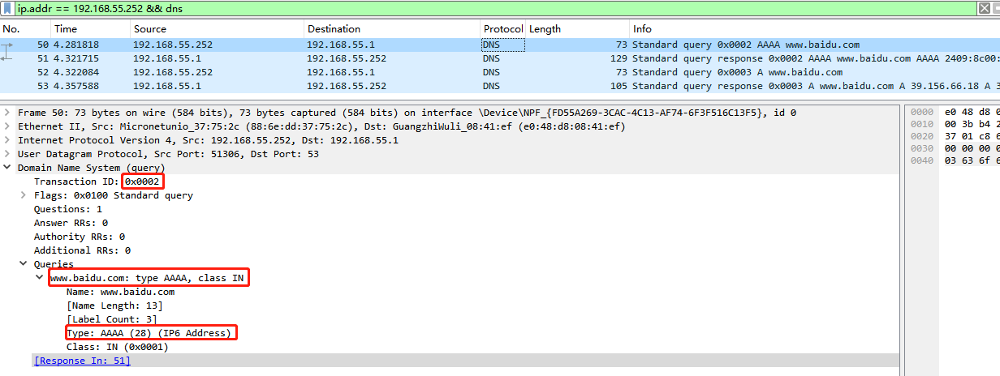 ip.addr == 192.168.55.252 && dns
No. Time Source Destination Protocol Length Info
50 4.281818 192.168.55.252 192.168.55.1 DNS 73 Standard query 0x0002 AAAA www.baidu.com
51 4.321715 192.168.55.1 192.168.55.252 DNS 129 Standard query response 0x0002 AAAA www.baidu.com AAAA 2409:8c00:
52 4.322084 192.168.55.252 192.168.55.1 DNS 73 Standard query 0x0003 A www.baidu.com
53 4.357588 192.168.55.1 192.168.55.252 DNS 105 Standard query response 0x0003 A www.baidu.com A 39.156.66.18 A 3
Frame 50: 73 bytes on wire (584 bits), 73 bytes captured (584 bits) on interface \Device\NPF_{FD55A269-3CAC-4C13-AF74-6F3F516C13F5}, id 0
Ethernet II, Src: Micronetunio_37:75:2c (88:6e:dd:37:75:2c), Dst: GuangzhiWuli_08:41:ef (e0:48:d8:08:41:ef)
Internet Protocol Version 4, Src: 192.168.55.252, Dst: 192.168.55.1
User Datagram Protocol, Src Port: 51306, Dst Port: 53
Domain Name System (query)
Transaction ID: 0x0002
Flags: 0x0100 Standard query
Questions: 1
Answer RRs: 0
Authority RRs: 0
Additional RRs: 0
Queries
www.baidu.com: type AAAA, class IN
Name: www.baidu.com
[Name Length: 13]
[Label Count: 3]
Type: AAAA (28) (IP6 Address)
Class: IN (0x0001)
[Response In: 51]
0000 e0 48 d8 0
0010 00 3b b4 2
0020 37 01 c8 6
0030 00 00 00 0
0040 03 63 6f 6